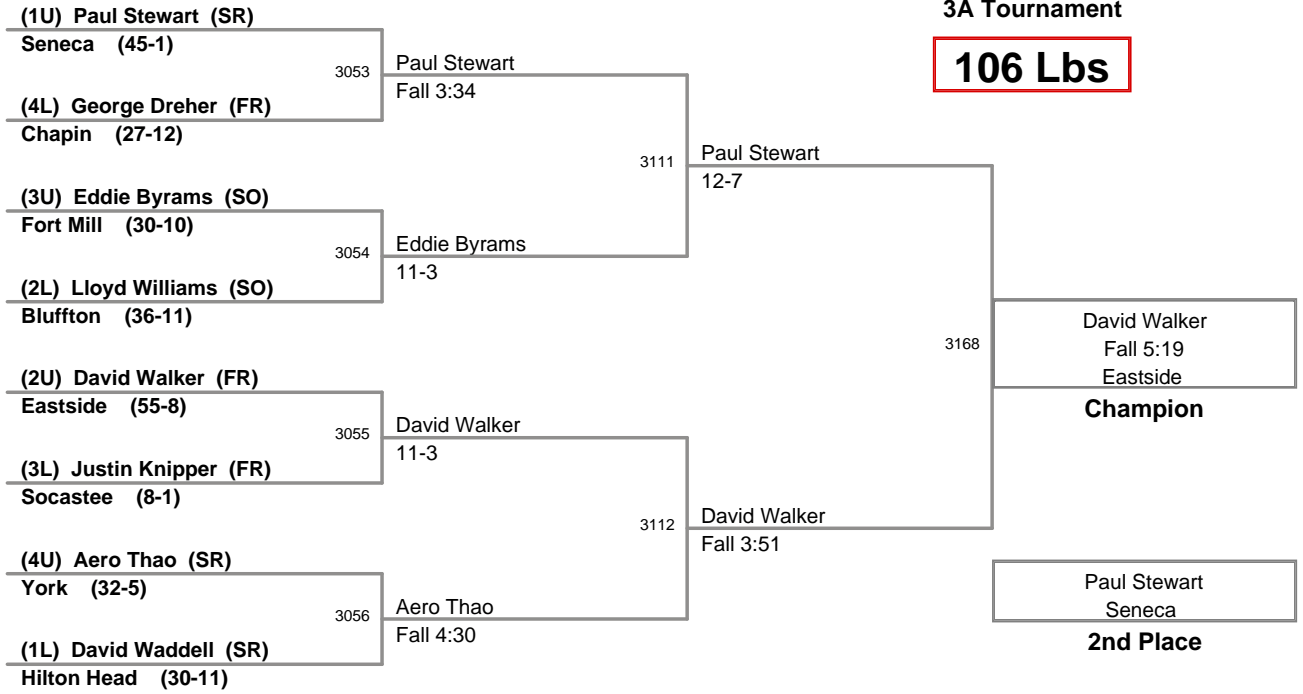 3A Tournament
106 Lbs
(1U) Paul Stewart (SR)
Seneca (45-1)
3053
Paul Stewart
Fall 3:34
(4L) George Dreher (FR)
Chapin (27-12)
3111
Paul Stewart
12-7
(3U) Eddie Byrams (SO)
Fort Mill (30-10)
3054
Eddie Byrams
11-3
(2L) Lloyd Williams (SO)
Bluffton (36-11)
3168
David Walker
Fall 5:19
Eastside
Champion
(2U) David Walker (FR)
Eastside (55-8)
3055
David Walker
11-3
(3L) Justin Knipper (FR)
Socastee (8-1)
3112
David Walker
Fall 3:51
(4U) Aero Thao (SR)
York (32-5)
3056
Aero Thao
Fall 4:30
(1L) David Waddell (SR)
Hilton Head (30-11)
Paul Stewart
Seneca
2nd Place